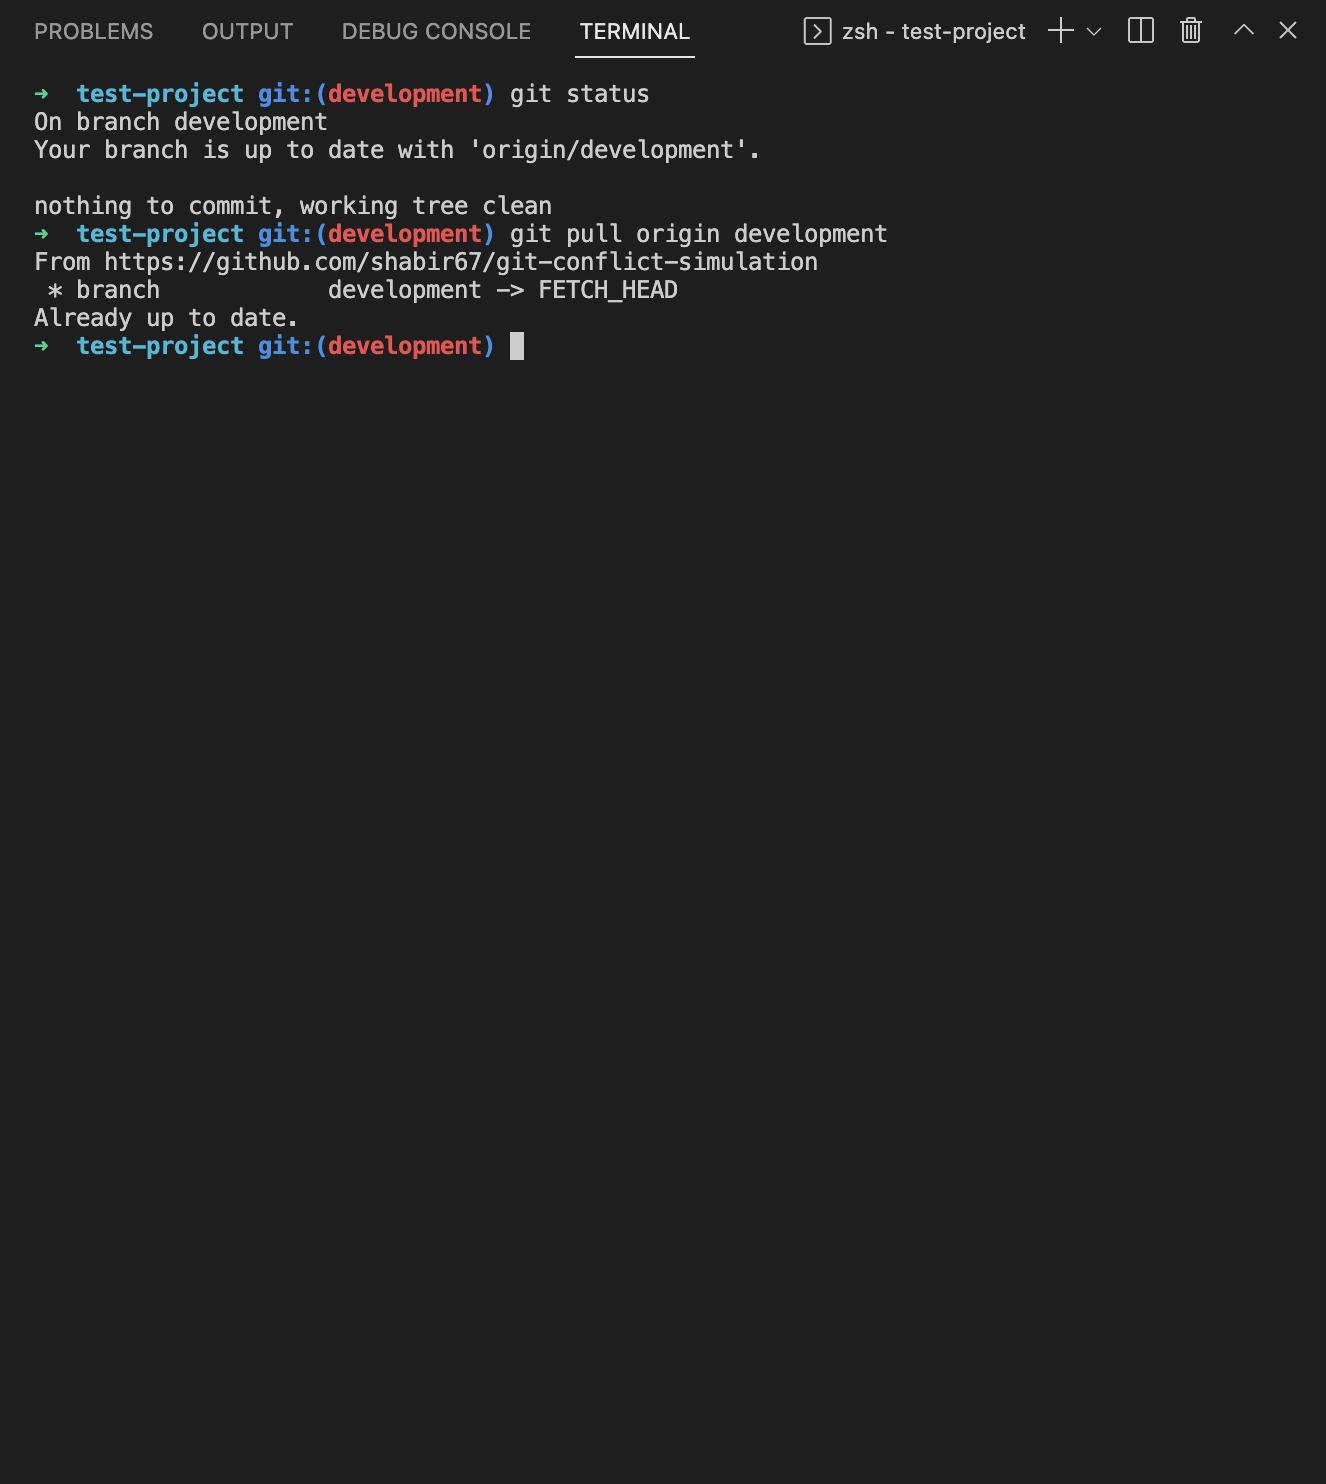 PROBLEMS OUTPUT DEBUG CONSOLE TERMINAL zsh - test-project
➜  test-project git:(development) git status
On branch development
Your branch is up to date with 'origin/development'.

nothing to commit, working tree clean
➜  test-project git:(development) git pull origin development
From https://github.com/shabir67/git-conflict-simulation
 * branch            development -> FETCH_HEAD
Already up to date.
➜  test-project git:(development)